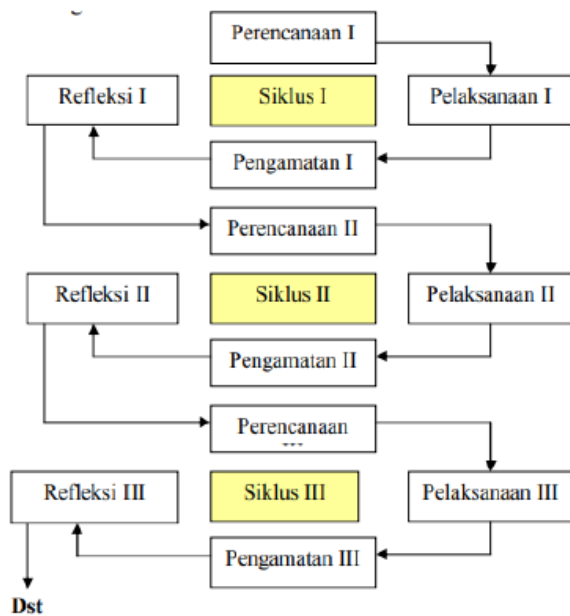 Perencanaan I
Refleksi I
Siklus I
Pelaksanaan I
Pengamatan I
Perencanaan II
Refleksi II
Siklus II
Pelaksanaan II
Pengamatan II
Perencanaan
Refleksi III
Siklus III
Pelaksanaan III
Pengamatan III
Dst